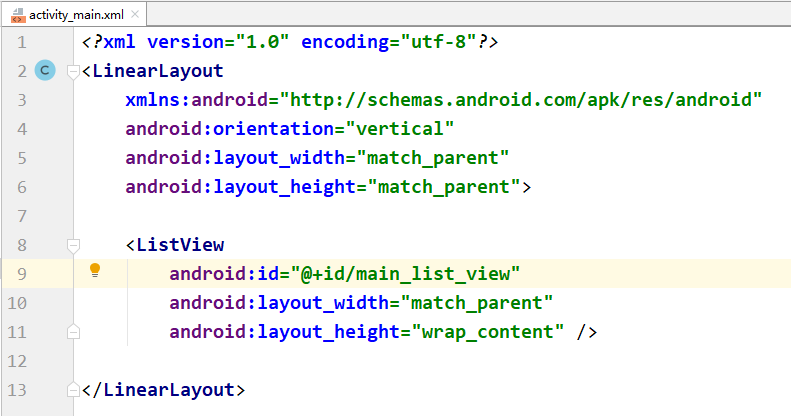 activity_main.xml
1 <?xml version="1.0" encoding="utf-8"?>
2 C <LinearLayout
3 xmlns:android="http://schemas.android.com/apk/res/android"
4 android:orientation="vertical"
5 android:layout_width="match_parent"
6 android:layout_height="match_parent">
7
8 <ListView
9 android:id="@+id/main_list_view"
10 android:layout_width="match_parent"
11 android:layout_height="wrap_content" />
12
13 </LinearLayout>